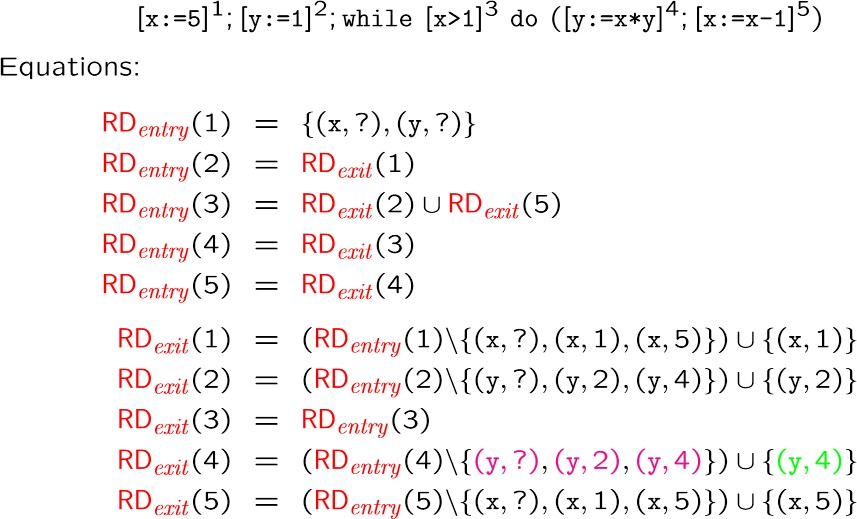 [x:=5]¹; [y:=1]²; while [x>1]³ do ([y:=x*y]⁴; [x:=x-1]⁵)
Equations:
RD_entry(1) = {(x, ?), (y, ?)}
RD_entry(2) = RD_exit(1)
RD_entry(3) = RD_exit(2) ∪ RD_exit(5)
RD_entry(4) = RD_exit(3)
RD_entry(5) = RD_exit(4)
RD_exit(1) = (RD_entry(1)\{(x, ?), (x, 1), (x, 5)}) ∪ {(x, 1)}
RD_exit(2) = (RD_entry(2)\{(y, ?), (y, 2), (y, 4)}) ∪ {(y, 2)}
RD_exit(3) = RD_entry(3)
RD_exit(4) = (RD_entry(4)\{(y, ?), (y, 2), (y, 4)}) ∪ {(y, 4)}
RD_exit(5) = (RD_entry(5)\{(x, ?), (x, 1), (x, 5)}) ∪ {(x, 5)}